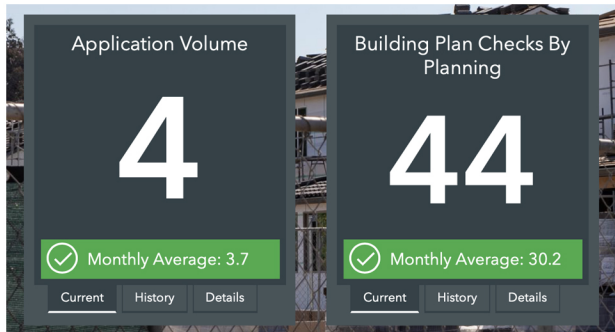 Application Volume
4
Monthly Average: 3.7
Current History Details
Building Plan Checks By
Planning
44
Monthly Average: 30.2
Current History Details